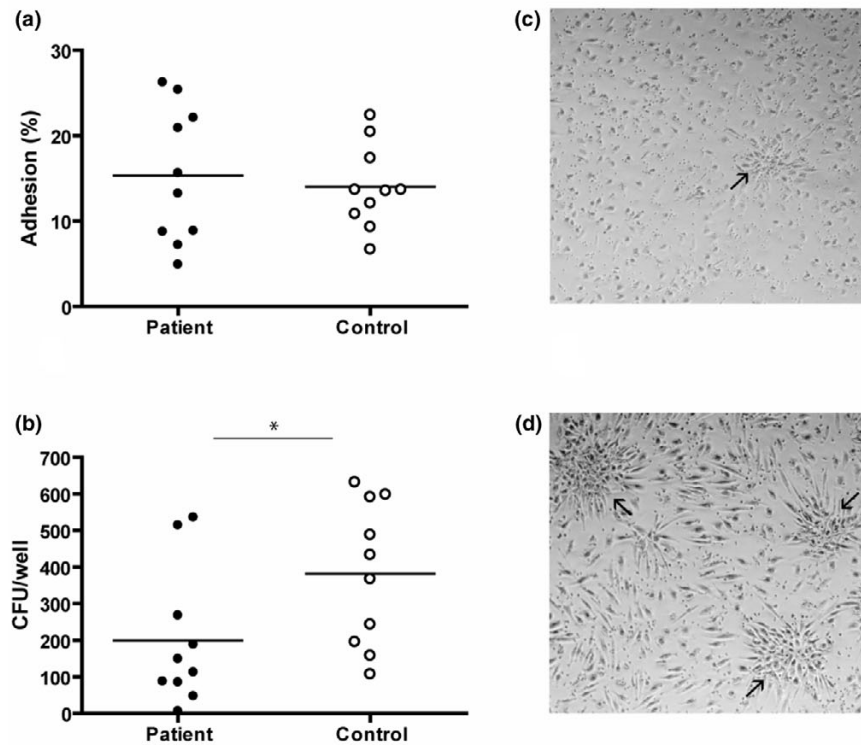 (a)
30
20
10
0
Adhesion (%)
Patient
Control
(c)
(b)
*
700
600
500
400
300
200
100
0
CFU/well
Patient
Control
(d)